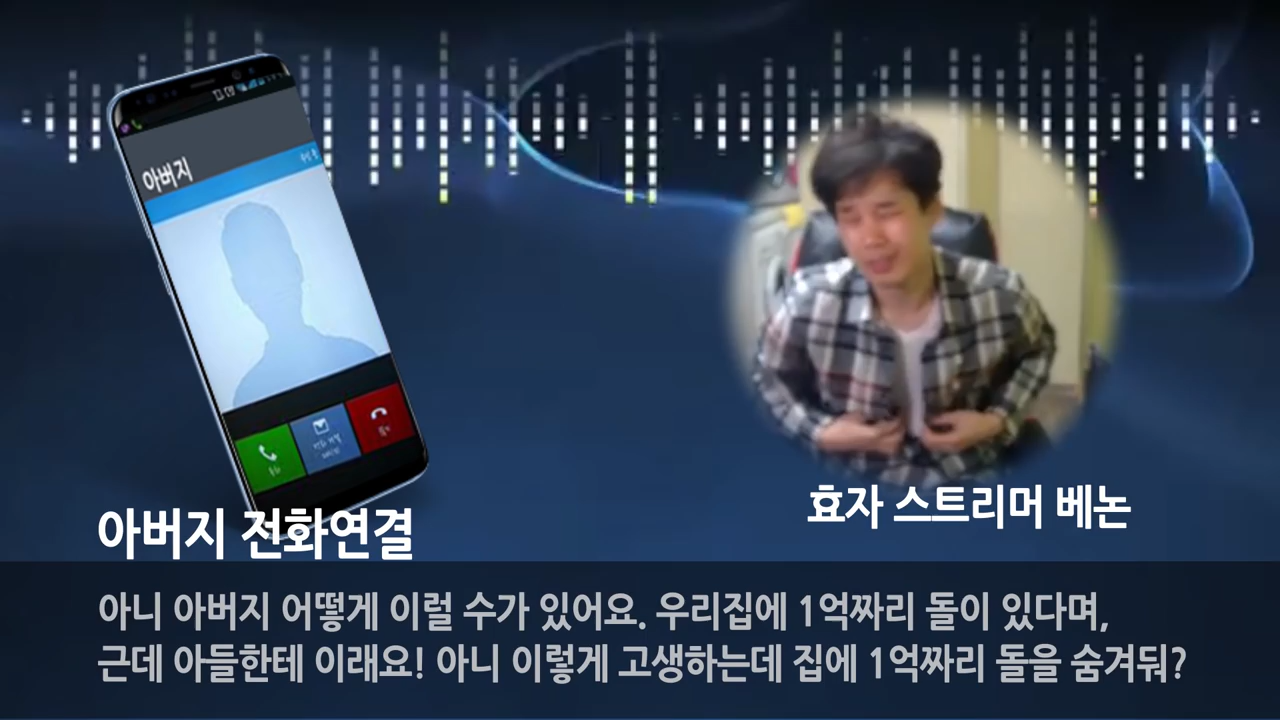 아버지
아버지 전화연결
효자 스트리머 베논
아니 아버지 어떻게 이럴 수가 있어요. 우리집에 1억짜리 돌이 있다며,
근데 아들한테 이래요! 아니 이렇게 고생하는데 집에 1억짜리 돌을 숨겨둬?